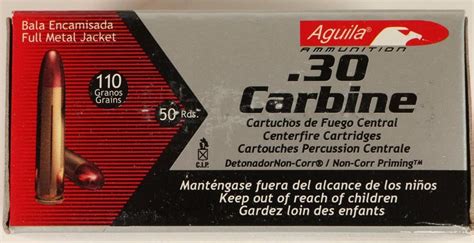 Bala Encamisada
Full Metal Jacket
Aguila
AMMUNITION
.30
Carbine
110
Granos
Grains
50 Rds.
Cartuchos de Fuego Central
Centerfire Cartridges
Cartouches Percussion Centrale
C.I.P.
DetonadorNon-Corr® / Non-Corr Priming™
Manténgase fuera del alcance de los niños
Keep out of reach of children
Gardez loin des enfants